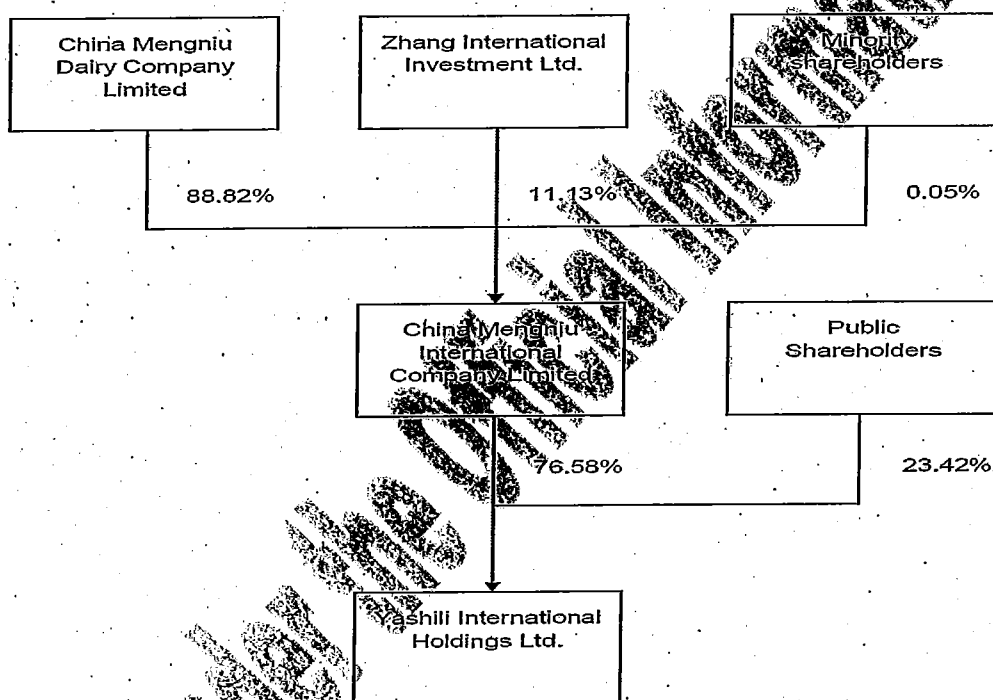 China Mengniu
Dairy Company
Limited
Zhang International
Investment Ltd.
Minority
shareholders
88.82%
11.13%
0.05%
China Mengniu
International
Company Limited
Public
Shareholders
76.58%
23.42%
Yashili International
Holdings Ltd.